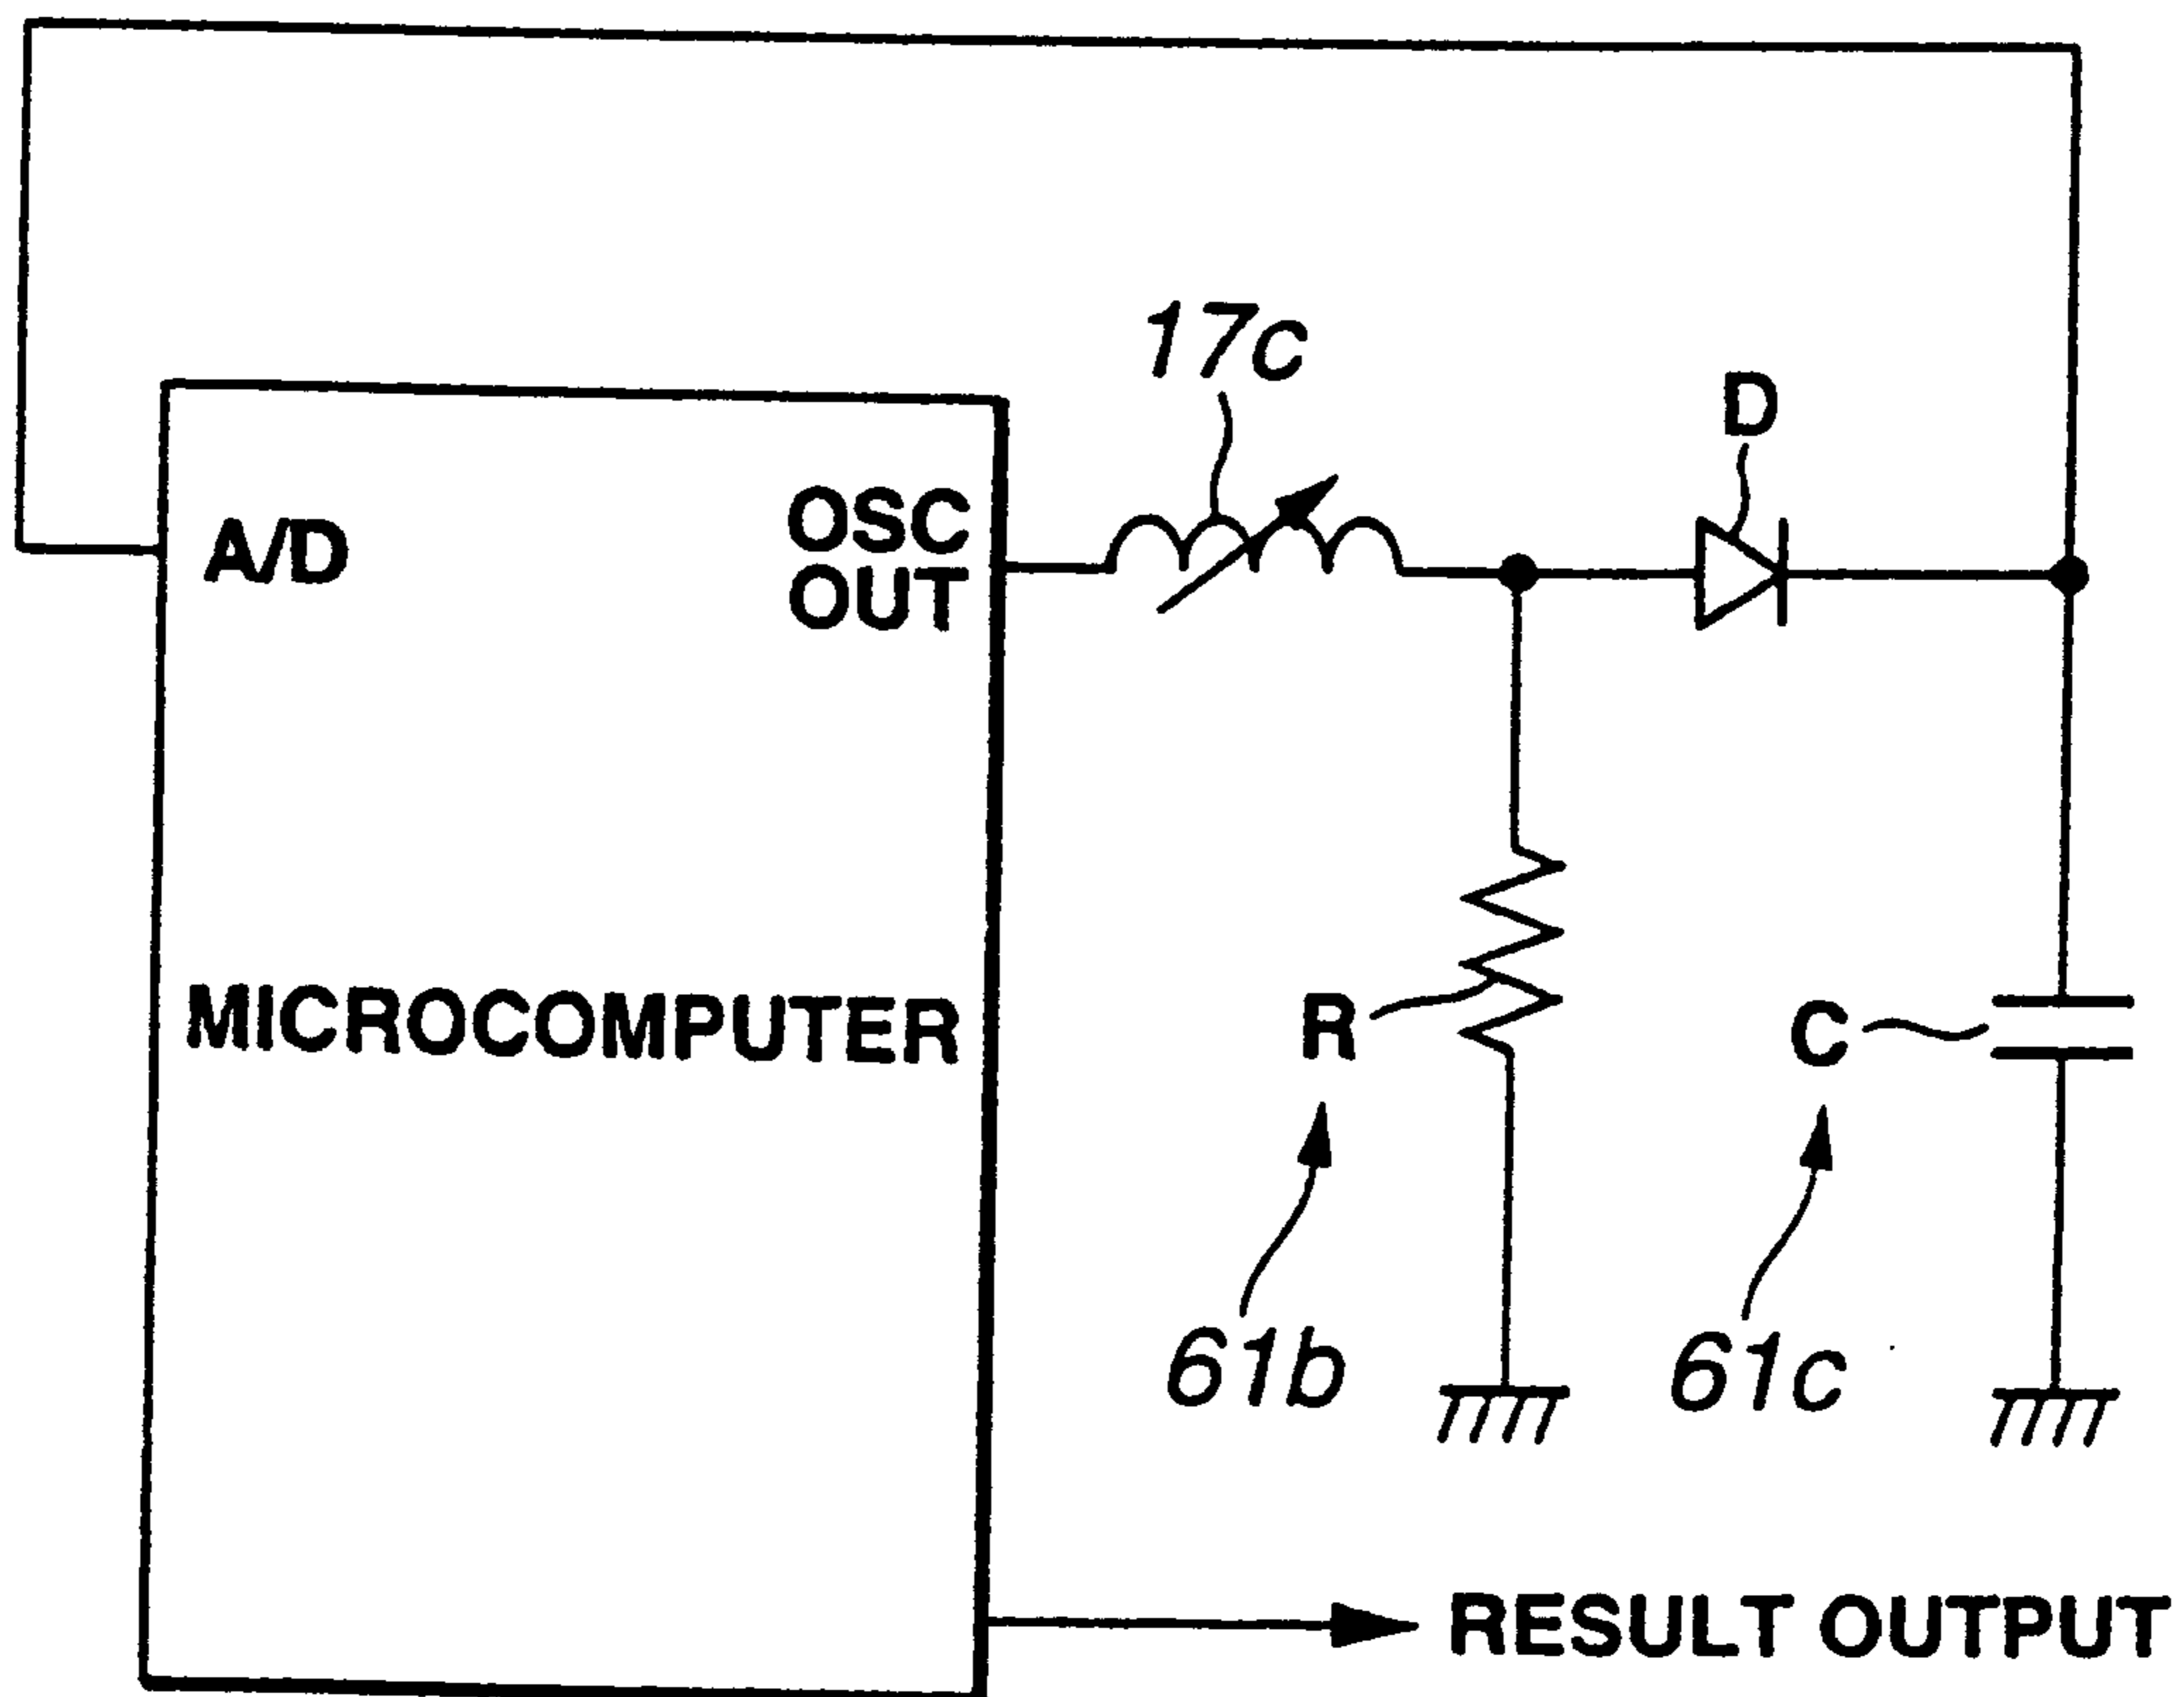 17c
D
A/D
OSC
OUT
MICROCOMPUTER
R
C
61b
61c
RESULT OUTPUT